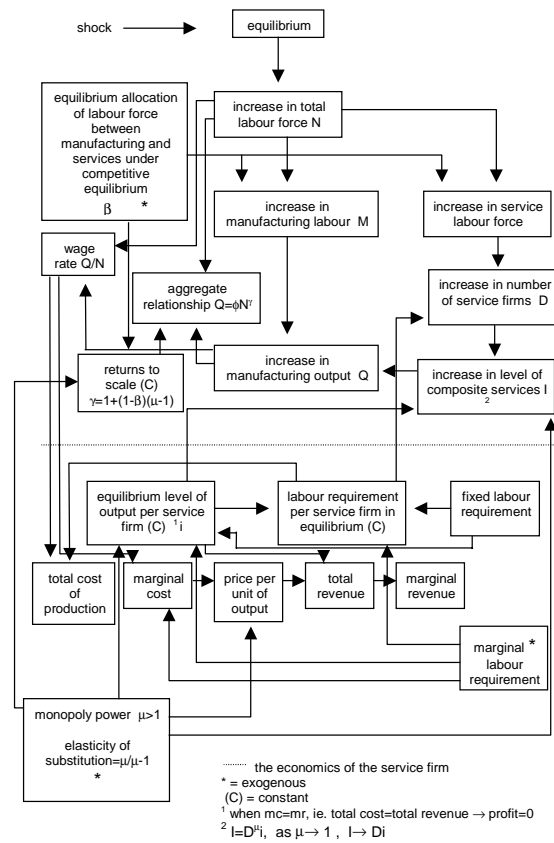 shock
equilibrium
equilibrium allocation
of labour force
between
manufacturing and
services under
competitive
equilibrium
β *
increase in total
labour force N
increase in
manufacturing labour M
increase in service
labour force
wage
rate Q/N
aggregate
relationship Q=ϕN^γ
increase in number
of service firms D
returns to
scale (C)
γ=1+(1-β)(μ-1)
increase in
manufacturing output Q
increase in level of
composite services I
2
equilibrium level of
output per service
firm (C) ¹i
labour requirement
per service firm in
equilibrium (C)
fixed labour
requirement
total cost
of
production
marginal
cost
price per
unit of
output
total
revenue
marginal
revenue
marginal *
labour
requirement
monopoly power μ>1
elasticity of
substitution=μ/μ-1
*
.......... the economics of the service firm
* = exogenous
(C) = constant
¹ when mc=mr, ie. total cost=total revenue → profit=0
² I=D^μi, as μ→ 1 , I→ Di